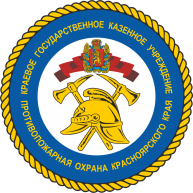 КРАЕВОЕ ГОСУДАРСТВЕННОЕ КАЗЕННОЕ УЧРЕЖДЕНИЕ
ПРОТИВОПОЖАРНАЯ ОХРАНА КРАСНОЯРСКОГО КРАЯ